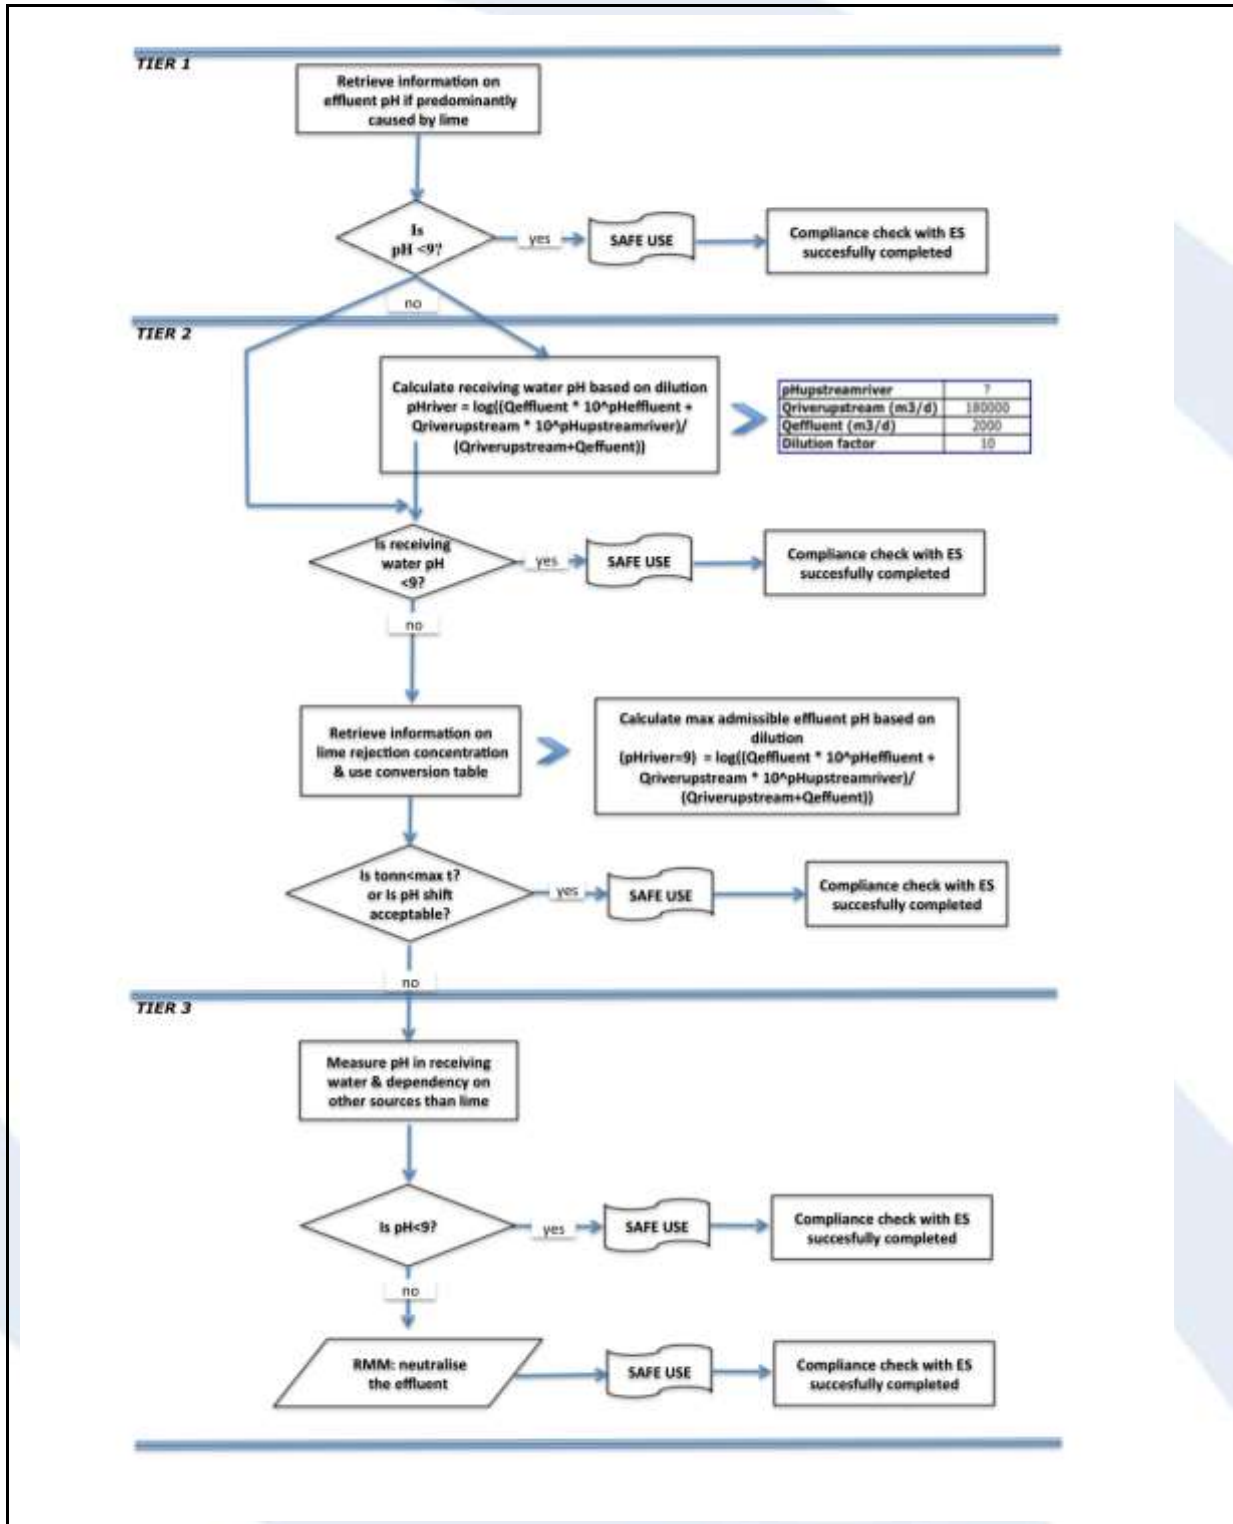 TIER 1
Retrieve information on
effluent pH if predominantly
caused by lime
Is
pH <9?
yes
SAFE USE
Compliance check with ES
succesfully completed
no
TIER 2
Calculate receiving water pH based on dilution
pHriver = log((Qeffluent * 10^pHeffluent +
Qriverupstream * 10^pHupstreamriver)/
(Qriverupstream+Qeffuent))
pHupstreamriver ?
Qriverupstream (m3/d) 180000
Qeffluent (m3/d) 2000
Dilution factor 10
Is receiving
water pH
<9?
yes
SAFE USE
Compliance check with ES
succesfully completed
no
Retrieve information on
lime rejection concentration
& use conversion table
Calculate max admissible effluent pH based on
dilution
(pHriver=9) = log((Qeffluent * 10^pHeffluent +
Qriverupstream * 10^pHupstreamriver)/
(Qriverupstream+Qeffuent))
Is tonn<max t?
or Is pH shift
acceptable?
yes
SAFE USE
Compliance check with ES
succesfully completed
no
TIER 3
Measure pH in receiving
water & dependency on
other sources than lime
Is pH<9?
yes
SAFE USE
Compliance check with ES
succesfully completed
no
RMM: neutralise
the effluent
SAFE USE
Compliance check with ES
succesfully completed